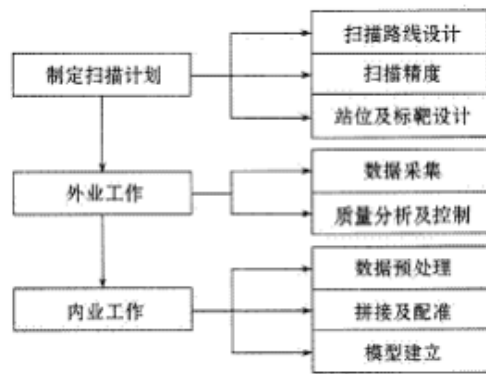 制定扫描计划
扫描路线设计
扫描精度
站位及标靶设计
外业工作
数据采集
质量分析及控制
内业工作
数据预处理
拼接及配准
模型建立